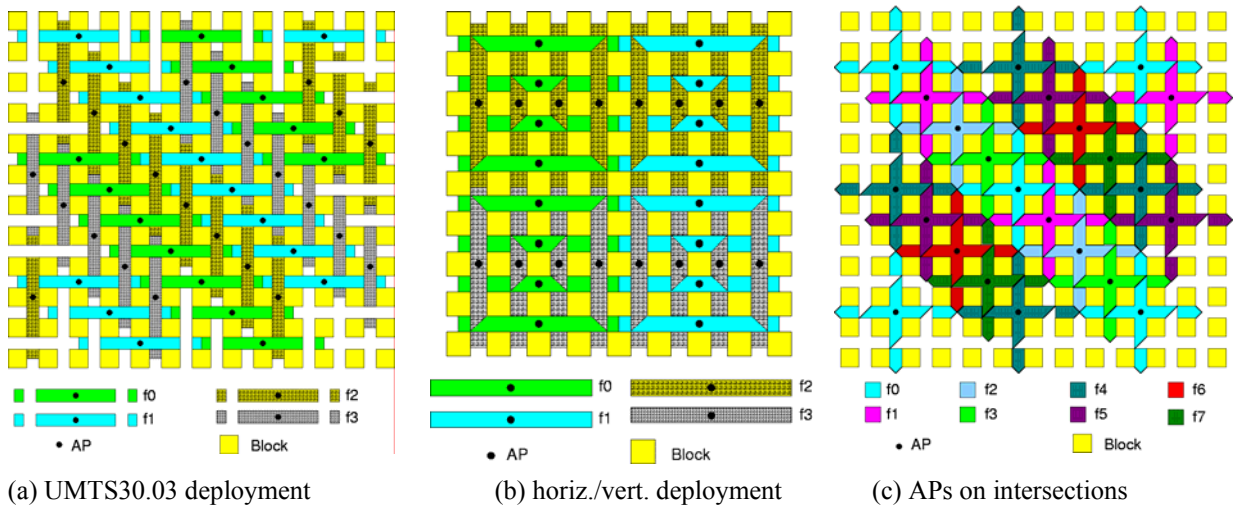 f0
f2
f1
f3
AP
Block
f0
f2
f1
f3
AP
Block
f0
f2
f4
f6
f1
f3
f5
f7
AP
Block
(a) UMTS30.03 deployment
(b) horiz./vert. deployment
(c) APs on intersections